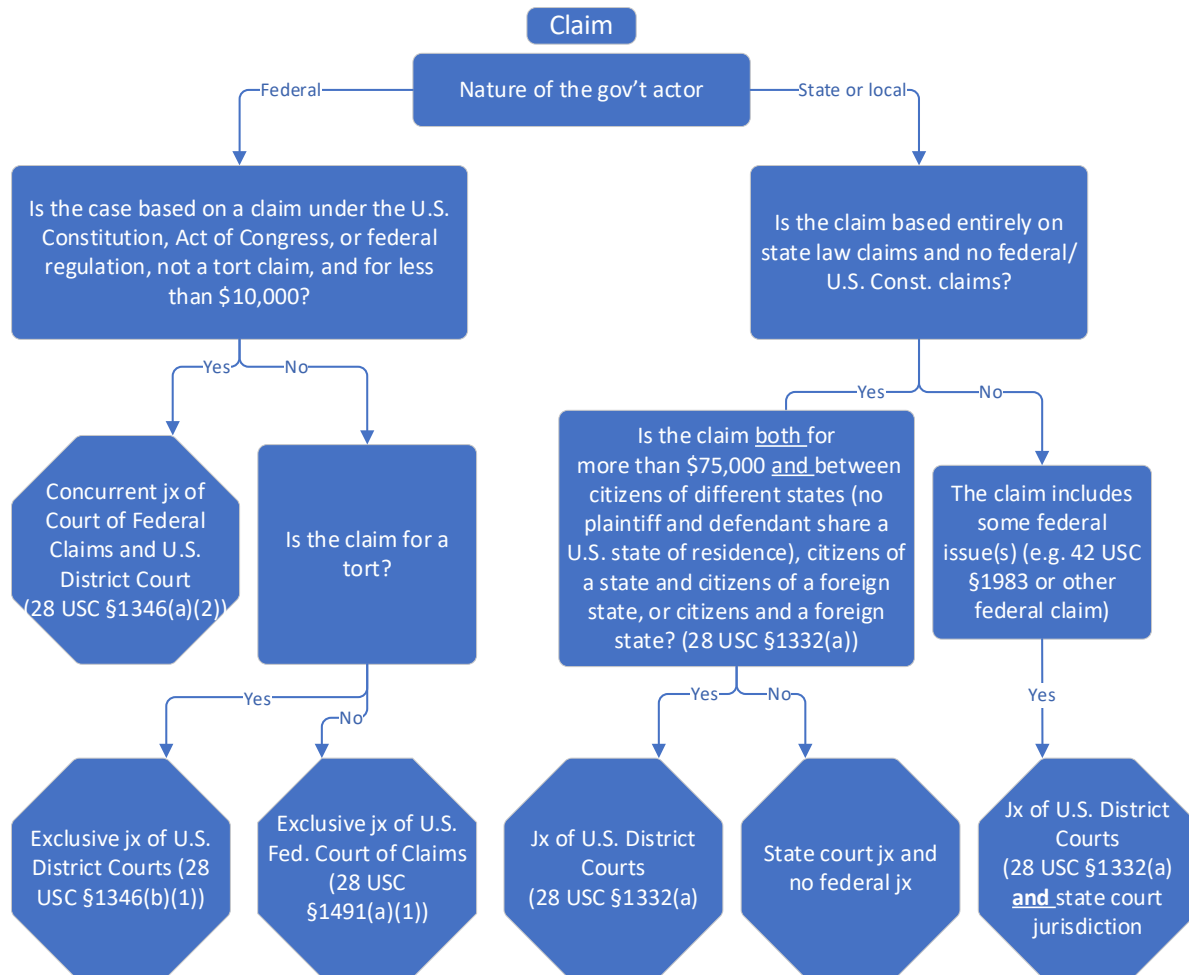 Claim
Nature of the gov't actor
Federal
State or local
Is the case based on a claim under the U.S.
Constitution, Act of Congress, or federal
regulation, not a tort claim, and for less
than $10,000?
Is the claim based entirely on
state law claims and no federal/
U.S. Const. claims?
Yes
No
Yes
No
Concurrent jx of
Court of Federal
Claims and U.S.
District Court
(28 USC §1346(a)(2))
Is the claim for a
tort?
Is the claim both for
more than $75,000 and between
citizens of different states (no
plaintiff and defendant share a
U.S. state of residence), citizens of
a state and citizens of a foreign
state, or citizens and a foreign
state? (28 USC §1332(a))
The claim includes
some federal
issue(s) (e.g. 42 USC
§1983 or other
federal claim)
Yes
No
Yes
No
Yes
Exclusive jx of U.S.
District Courts (28
USC §1346(b)(1))
Exclusive jx of U.S.
Fed. Court of Claims
(28 USC
§1491(a)(1))
Jx of U.S. District
Courts
(28 USC §1332(a)
State court jx and
no federal jx
Jx of U.S. District
Courts
(28 USC §1332(a)
and state court
jurisdiction